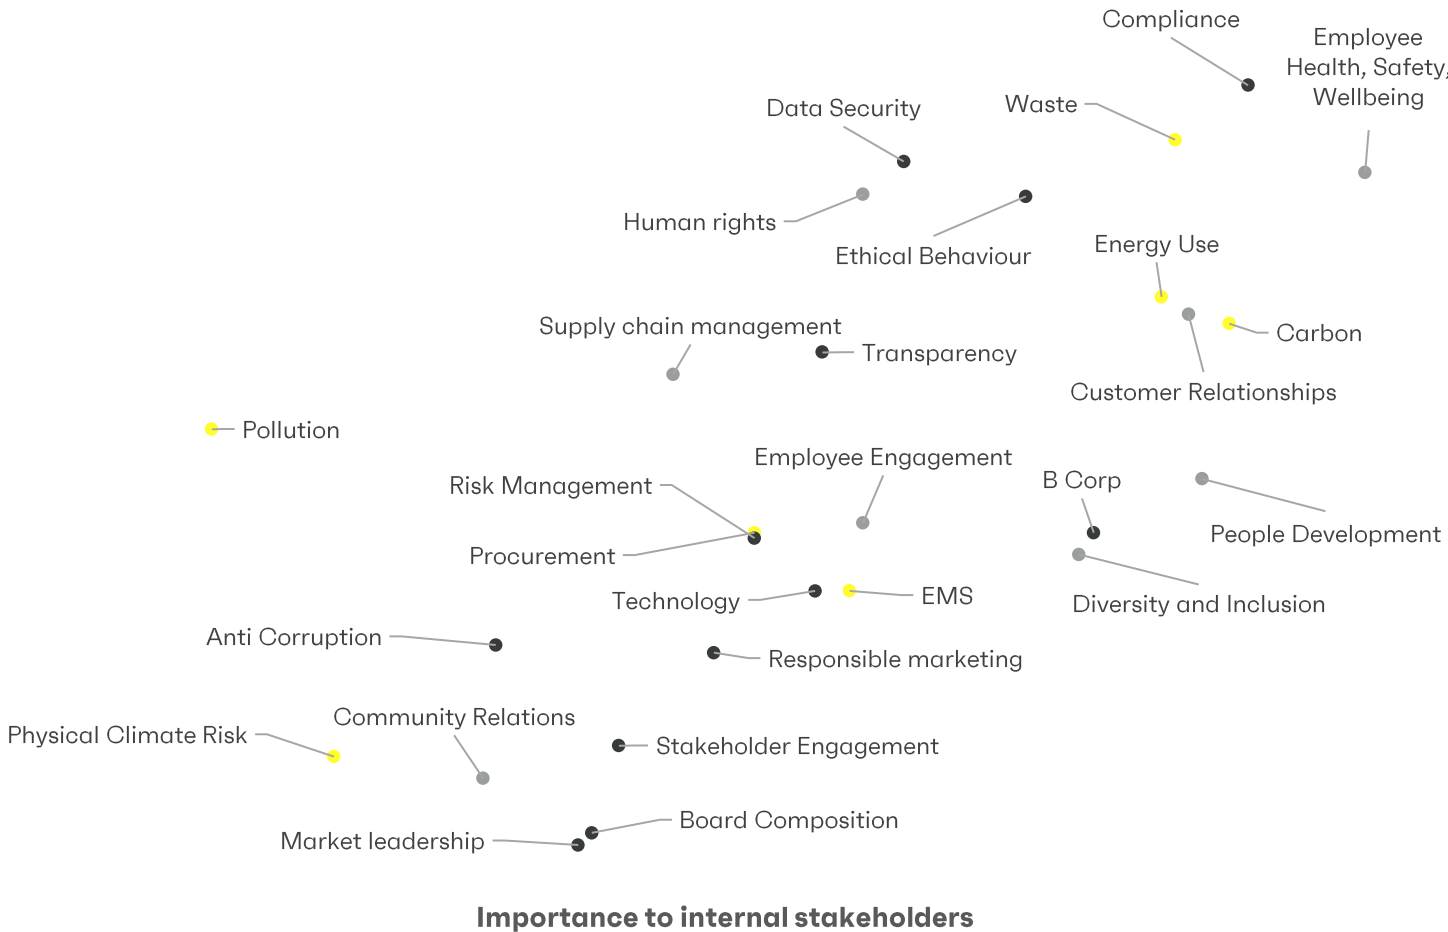 Compliance
Employee
Health, Safety,
Wellbeing
Data Security
Waste
Human rights
Ethical Behaviour
Energy Use
Supply chain management
Transparency
Carbon
Customer Relationships
Pollution
Employee Engagement
Risk Management
B Corp
People Development
Procurement
Technology
EMS
Diversity and Inclusion
Anti Corruption
Responsible marketing
Community Relations
Physical Climate Risk
Stakeholder Engagement
Board Composition
Market leadership
Importance to internal stakeholders